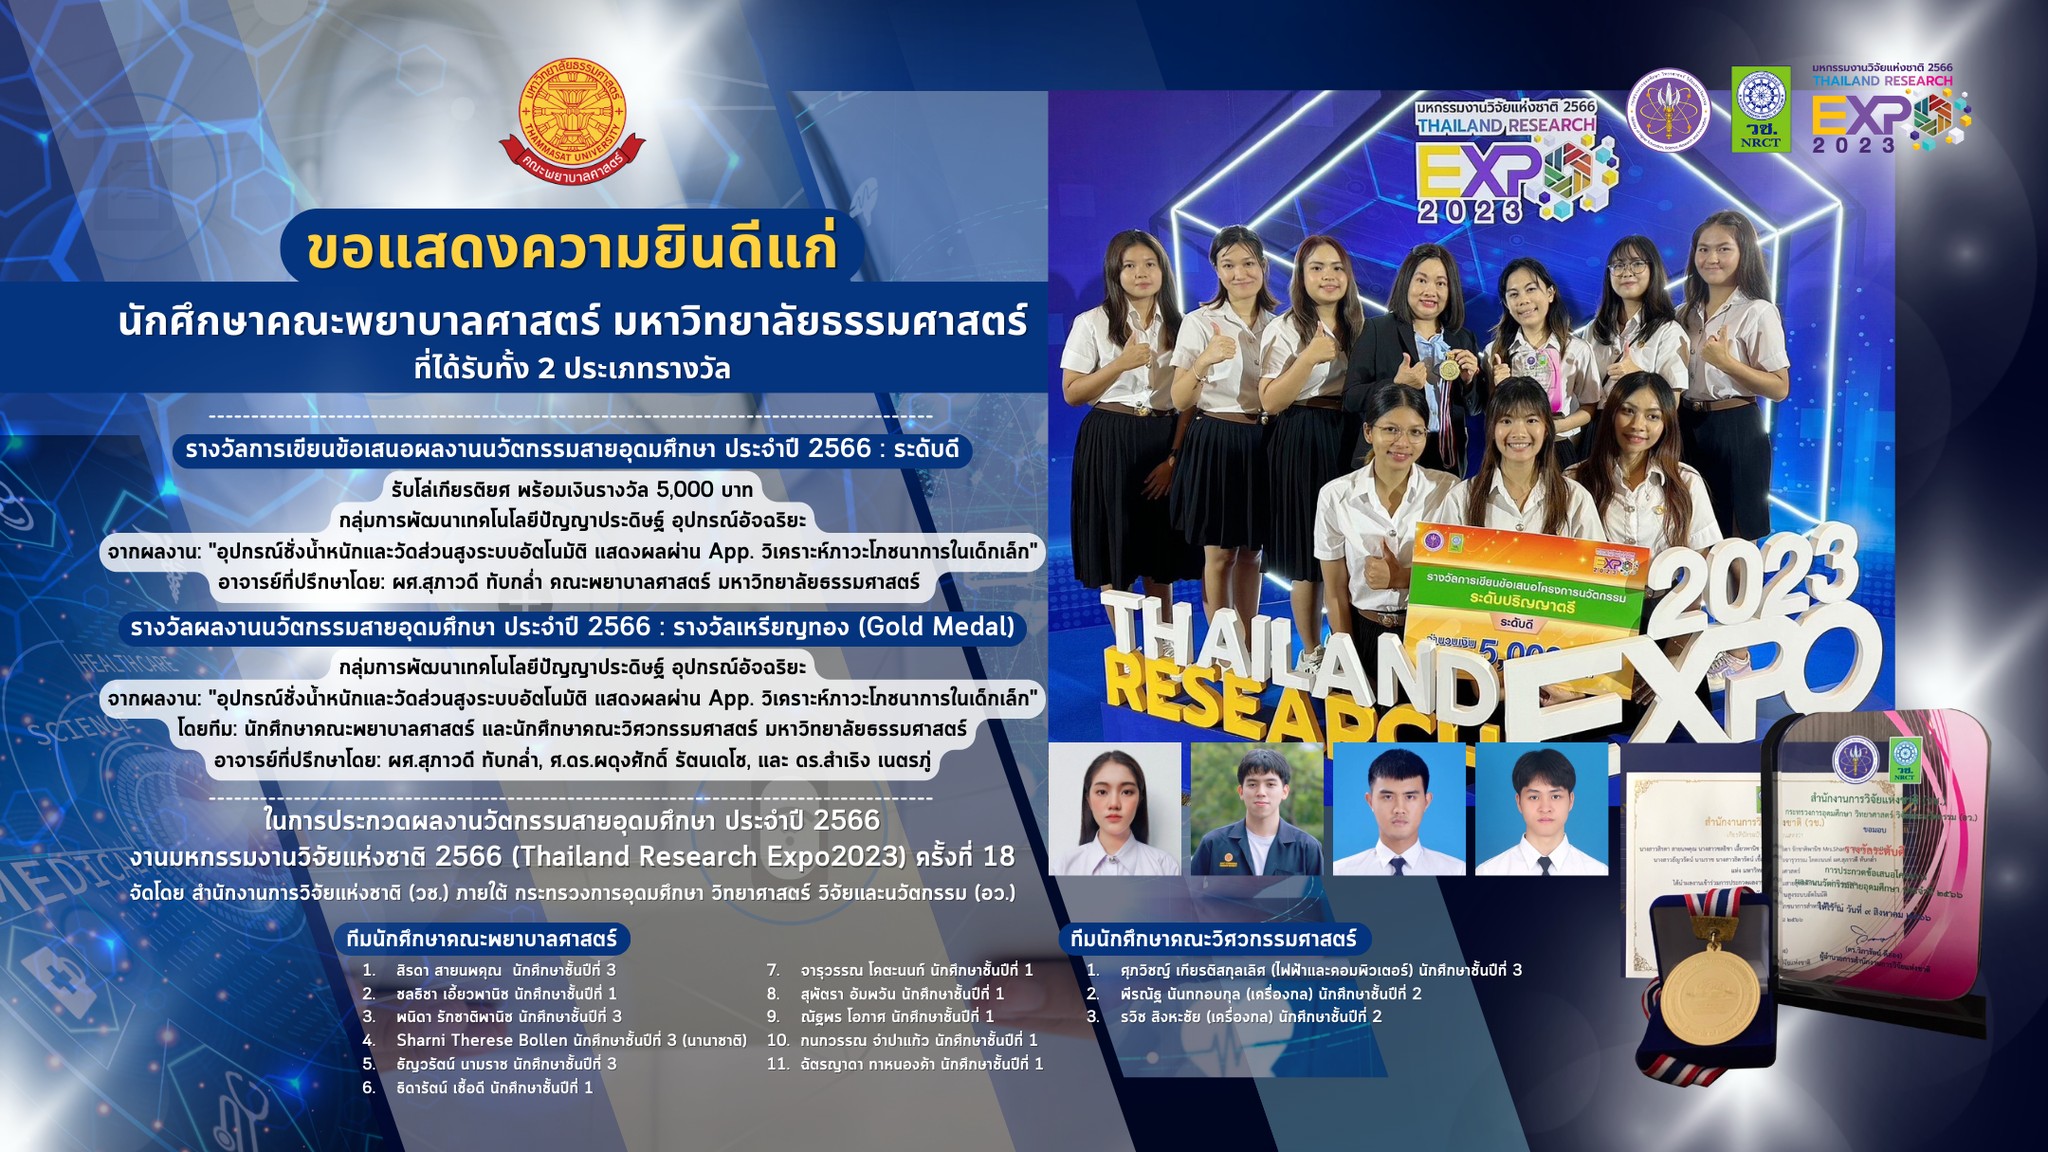 มหาวิทยาลัยธรรมศาสตร์
THAMMASAT UNIVERSITY
คณะพยาบาลศาสตร์
ขอแสดงความยินดีแก่
นักศึกษาคณะพยาบาลศาสตร์ มหาวิทยาลัยธรรมศาสตร์
ที่ได้รับทั้ง 2 ประเภทรางวัล
รางวัลการเขียนข้อเสนอผลงานนวัตกรรมสายอุดมศึกษา ประจำปี 2566 : ระดับดี
รับโล่เกียรติยศ พร้อมเงินรางวัล 5,000 บาท
กลุ่มการพัฒนาเทคโนโลยีปัญญาประดิษฐ์ อุปกรณ์อัจฉริยะ
จากผลงาน: "อุปกรณ์ชั่งน้ำหนักและวัดส่วนสูงระบบอัตโนมัติ แสดงผลผ่าน App. วิเคราะห์ภาวะโภชนาการในเด็กเล็ก"
อาจารย์ที่ปรึกษาโดย: ผศ.สุภาวดี ทับกล่ำ คณะพยาบาลศาสตร์ มหาวิทยาลัยธรรมศาสตร์
รางวัลผลงานนวัตกรรมสายอุดมศึกษา ประจำปี 2566 : รางวัลเหรียญทอง (Gold Medal)
กลุ่มการพัฒนาเทคโนโลยีปัญญาประดิษฐ์ อุปกรณ์อัจฉริยะ
จากผลงาน: "อุปกรณ์ชั่งน้ำหนักและวัดส่วนสูงระบบอัตโนมัติ แสดงผลผ่าน App. วิเคราะห์ภาวะโภชนาการในเด็กเล็ก"
โดยทีม: นักศึกษาคณะพยาบาลศาสตร์ และนักศึกษาคณะวิศวกรรมศาสตร์ มหาวิทยาลัยธรรมศาสตร์
อาจารย์ที่ปรึกษาโดย: ผศ.สุภาวดี ทับกล่ำ, ศ.ดร.ผดุงศักดิ์ รัตนเดโช, และ ดร.สำเริง เนตรภู่
ในการประกวดผลงานวัตกรรมสายอุดมศึกษา ประจำปี 2566
งานมหกรรมงานวิจัยแห่งชาติ 2566 (Thailand Research Expo2023) ครั้งที่ 18
จัดโดย สำนักงานการวิจัยแห่งชาติ (วช.) ภายใต้ กระทรวงการอุดมศึกษา วิทยาศาสตร์ วิจัยและนวัตกรรม (อว.)
ทีมนักศึกษาคณะพยาบาลศาสตร์
1. สิรดา สายนพคุณ นักศึกษาชั้นปีที่ 3
2. ชลธิชา เอี้ยวพานิช นักศึกษาชั้นปีที่ 1
3. พนิดา รักชาติพานิช นักศึกษาชั้นปีที่ 3
4. Sharni Therese Bollen นักศึกษาชั้นปีที่ 3 (นานาชาติ)
5. ธัญวรัตน์ นามราช นักศึกษาชั้นปีที่ 3
6. ธิดารัตน์ เชื้อดี นักศึกษาชั้นปีที่ 1
7. จารุวรรณ โคตะนนท์ นักศึกษาชั้นปีที่ 1
8. สุพัตรา อัมพวัน นักศึกษาชั้นปีที่ 1
9. ณัฐพร โอภาศ นักศึกษาชั้นปีที่ 1
10. กนกวรรณ จำปาแก้ว นักศึกษาชั้นปีที่ 1
11. ฉัตรญาดา ทาหนองค้า นักศึกษาชั้นปีที่ 1
ทีมนักศึกษาคณะวิศวกรรมศาสตร์
1. ศุภวิชญ์ เกียรติสกุลเลิศ (ไฟฟ้าและคอมพิวเตอร์) นักศึกษาชั้นปีที่ 3
2. พีรณัฐ นันทกอบกุล (เครื่องกล) นักศึกษาชั้นปีที่ 2
3. รวิช สิงหะชัย (เครื่องกล) นักศึกษาชั้นปีที่ 2
วช.
NRCT
มหกรรมงานวิจัยแห่งชาติ 2566
THAILAND RESEARCH
EXPO
2023
มหกรรมงานวิจัยแห่งชาติ 2566
THAILAND RESEARCH
EXPO
2023
รางวัลการเขียนข้อเสนอโครงการนวัตกรรม
ระดับปริญญาตรี
ระดับดี
จำนวนเงิน 5,000
THAILAND 2023
RESEARCH EXPO
วช.
NRCT
สำนักงานการวิจัยแห่งชาติ (วช.)
ขอมอบ
รางวัลระดับดี
HEALTHCARE
SCIENCE
MEDICAL